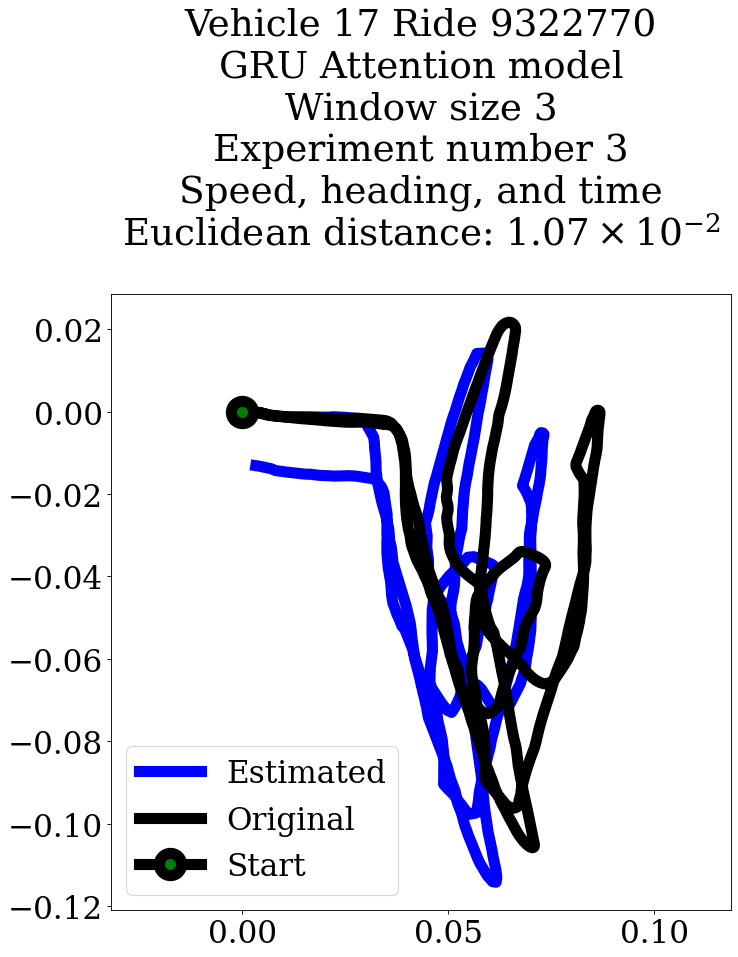 Vehicle 17 Ride 9322770
GRU Attention model
Window size 3
Experiment number 3
Speed, heading, and time
Euclidean distance: 1.07 × 10⁻²
0.02
0.00
−0.02
−0.04
−0.06
−0.08
−0.10
−0.12
Estimated
Original
Start
0.00 0.05 0.10